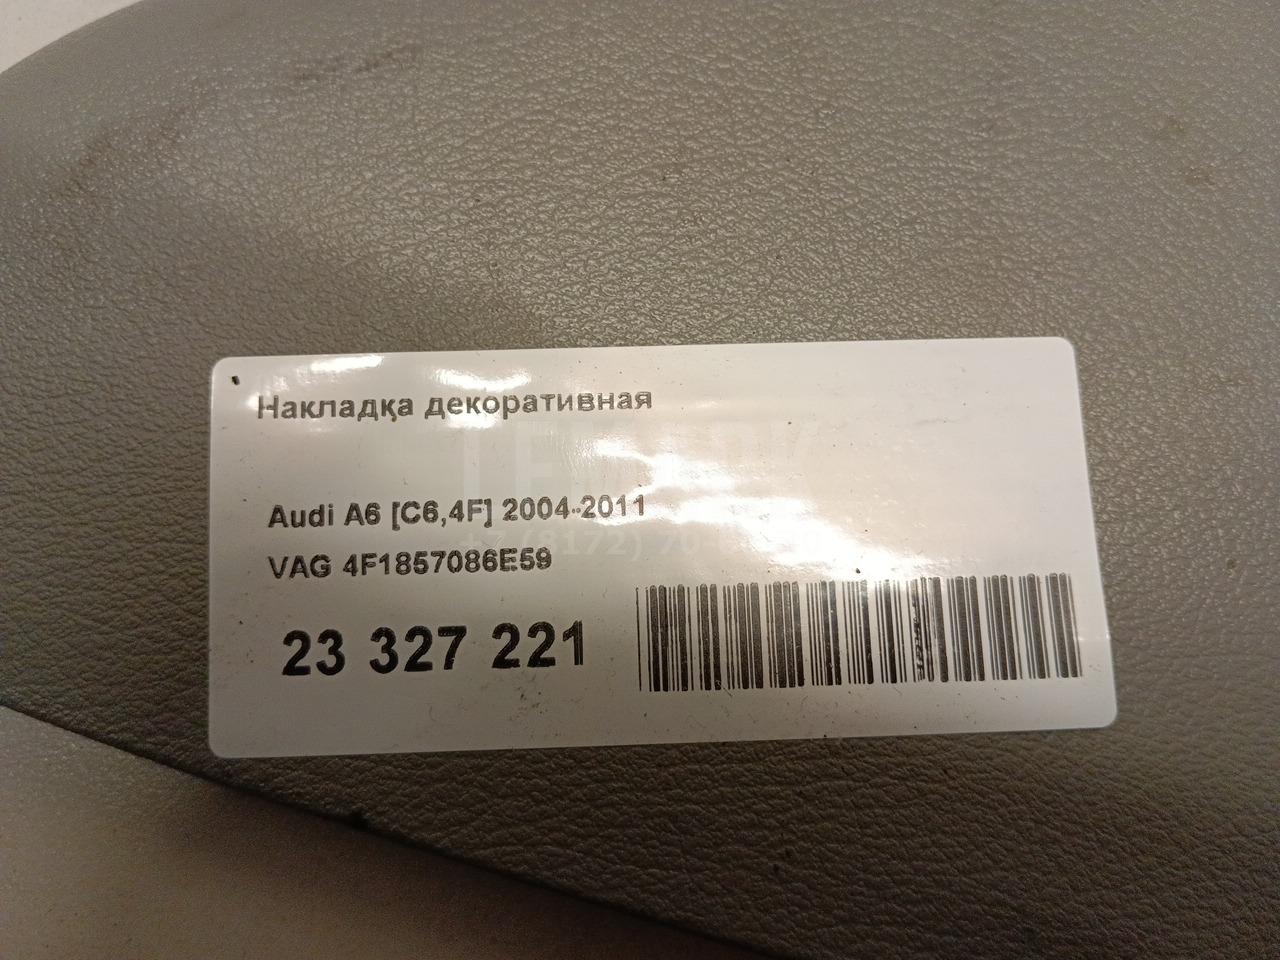 Накладка декоративная
Audi A6 [C6,4F] 2004-2011
VAG 4F1857086E59
23 327 221